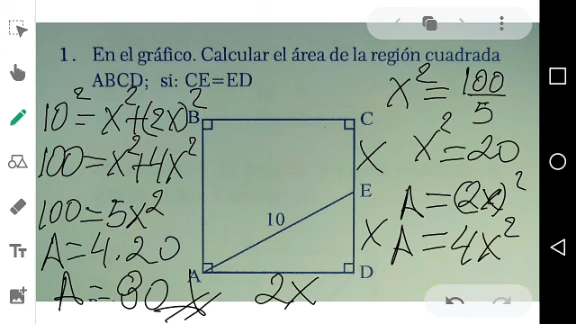 1. En el gráfico. Calcular el área de la región cuadrada
ABCD; si: CE=ED
10² = x² + (2x)²
100 = x² + 4x²
100 = 5x²
A = 4.20
A = 80
x² = 100/5
x² = 20
A = (2x)²
A = 4x²
B
C
x
E
10
x
A
D
2x
Tт